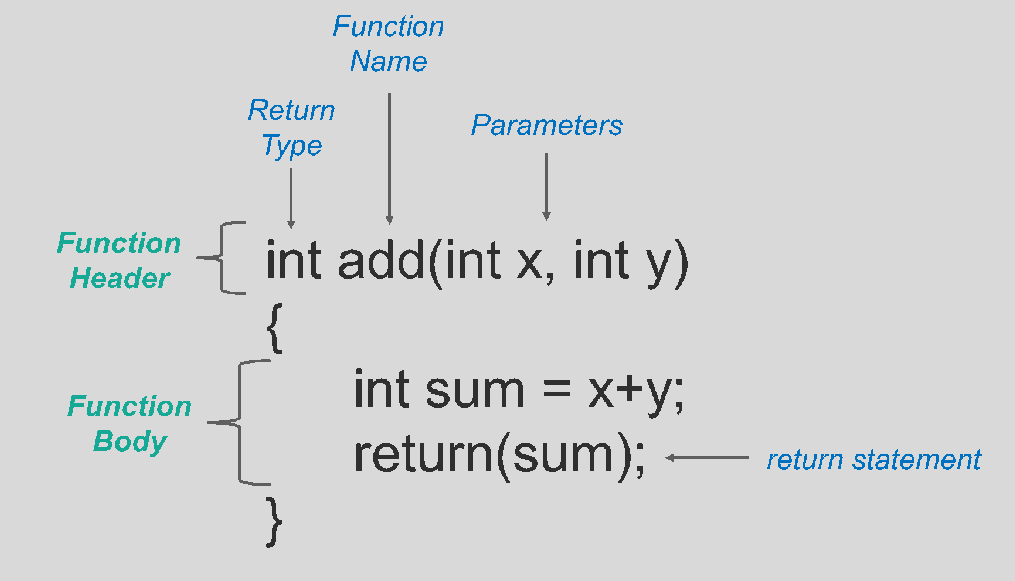 Function
Name
Return
Type
Parameters
Function
Header
int add(int x, int y)
{
Function
Body
int sum = x+y;
return(sum);
return statement
}